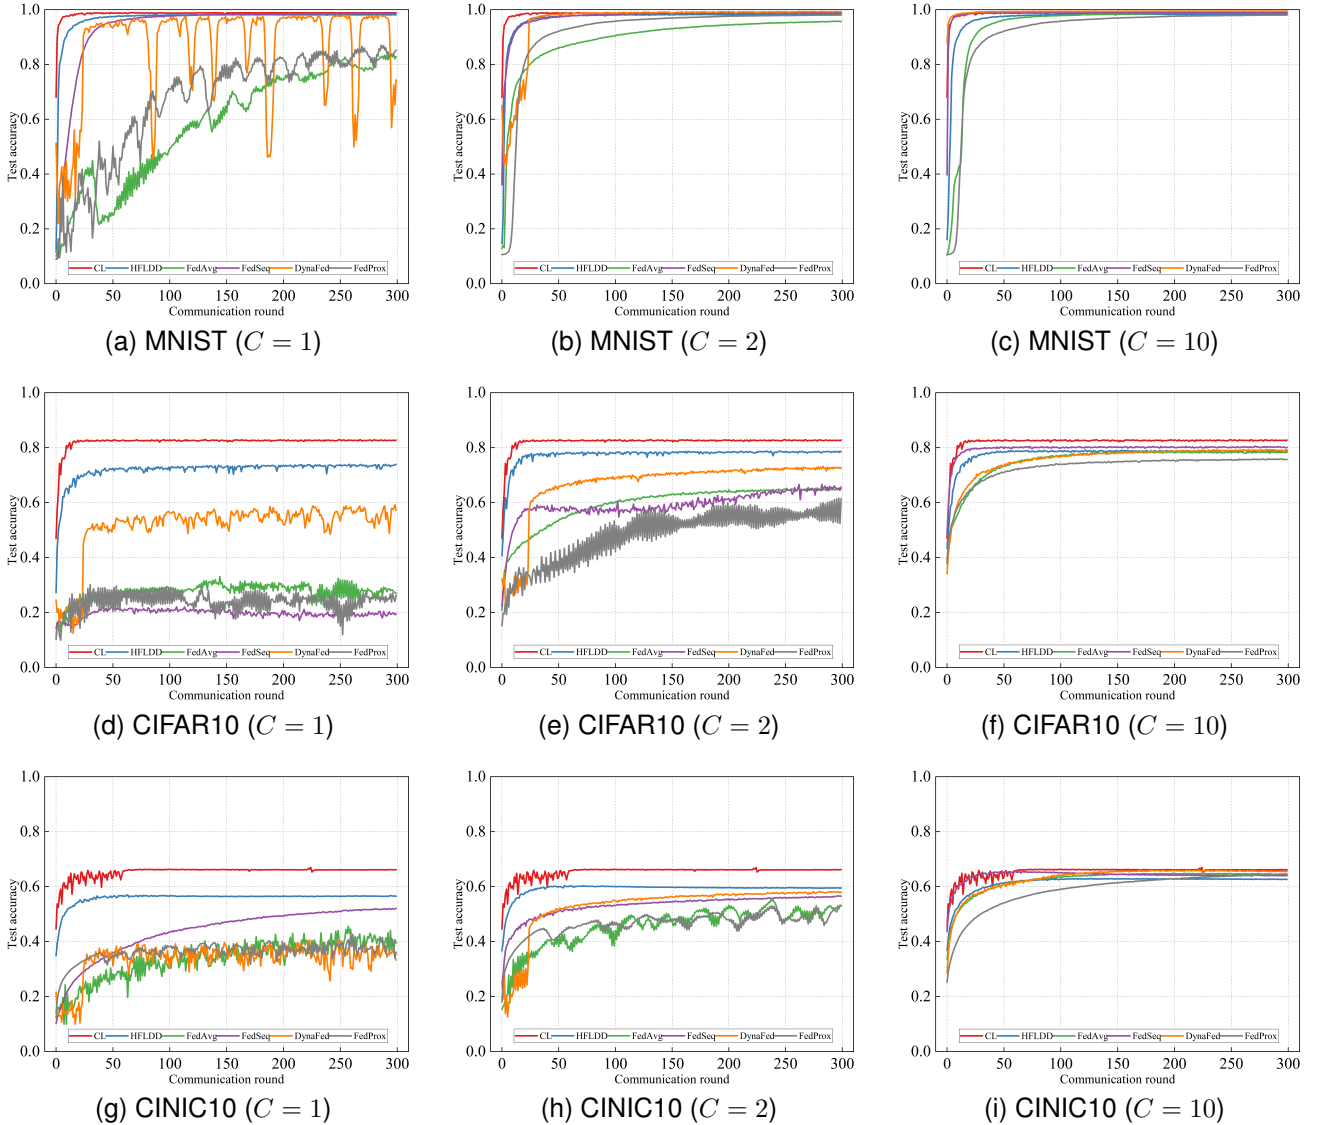 1.0
0.8
0.6
0.4
0.2
0.0
Test accuracy
CL HFLDD FedAvg FedSeq DynaFed FedProx
0 50 100 150 200 250 300
Communication round
(a) MNIST (C = 1)
1.0
0.8
0.6
0.4
0.2
0.0
Test accuracy
CL HFLDD FedAvg FedSeq DynaFed FedProx
0 50 100 150 200 250 300
Communication round
(b) MNIST (C = 2)
1.0
0.8
0.6
0.4
0.2
0.0
Test accuracy
CL HFLDD FedAvg FedSeq DynaFed FedProx
0 50 100 150 200 250 300
Communication round
(c) MNIST (C = 10)
1.0
0.8
0.6
0.4
0.2
0.0
Test accuracy
CL HFLDD FedAvg FedSeq DynaFed FedProx
0 50 100 150 200 250 300
Communication round
(d) CIFAR10 (C = 1)
1.0
0.8
0.6
0.4
0.2
0.0
Test accuracy
CL HFLDD FedAvg FedSeq DynaFed FedProx
0 50 100 150 200 250 300
Communication round
(e) CIFAR10 (C = 2)
1.0
0.8
0.6
0.4
0.2
0.0
Test accuracy
CL HFLDD FedAvg FedSeq DynaFed FedProx
0 50 100 150 200 250 300
Communication round
(f) CIFAR10 (C = 10)
1.0
0.8
0.6
0.4
0.2
0.0
Test accuracy
CL HFLDD FedAvg FedSeq DynaFed FedProx
0 50 100 150 200 250 300
Communication round
(g) CINIC10 (C = 1)
1.0
0.8
0.6
0.4
0.2
0.0
Test accuracy
CL HFLDD FedAvg FedSeq DynaFed FedProx
0 50 100 150 200 250 300
Communication round
(h) CINIC10 (C = 2)
1.0
0.8
0.6
0.4
0.2
0.0
Test accuracy
CL HFLDD FedAvg FedSeq DynaFed FedProx
0 50 100 150 200 250 300
Communication round
(i) CINIC10 (C = 10)